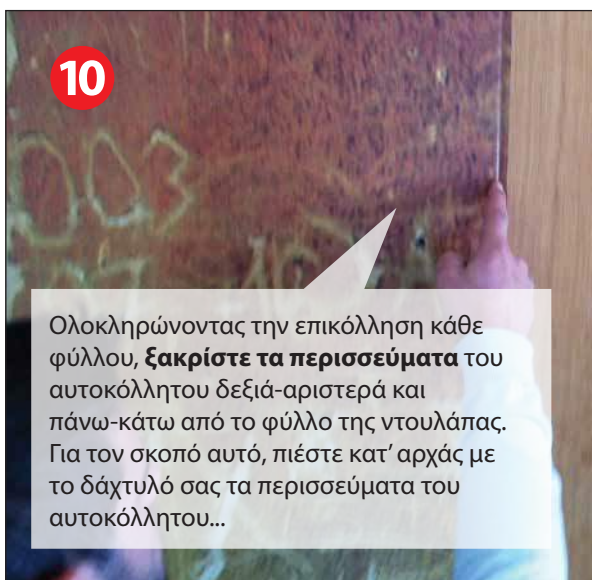 10
003
Ολοκληρώνοντας την επικόλληση κάθε
φύλλου, ξακρίστε τα περισσεύματα του
αυτοκόλλητου δεξιά-αριστερά και
πάνω-κάτω από το φύλλο της ντουλάπας.
Για τον σκοπό αυτό, πιέστε κατ’ αρχάς με
το δάχτυλό σας τα περισσεύματα του
αυτοκόλλητου...